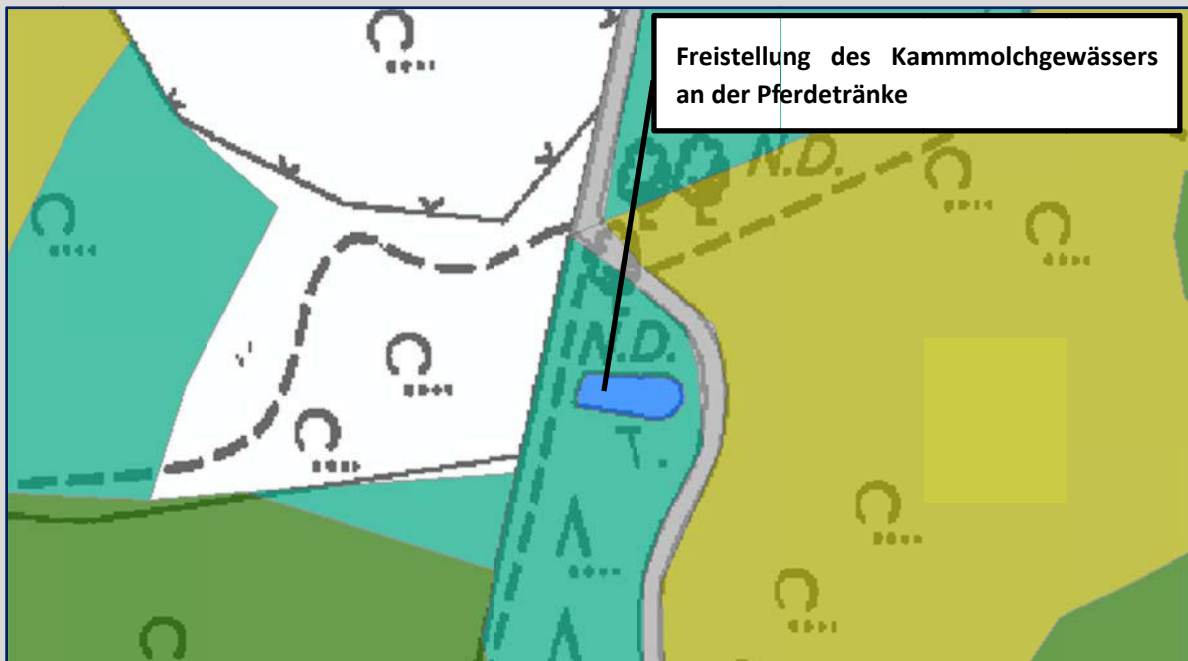 Freistellung des Kammmolchgewässers
an der Pferdetränke
N.D.
N.D.
T.